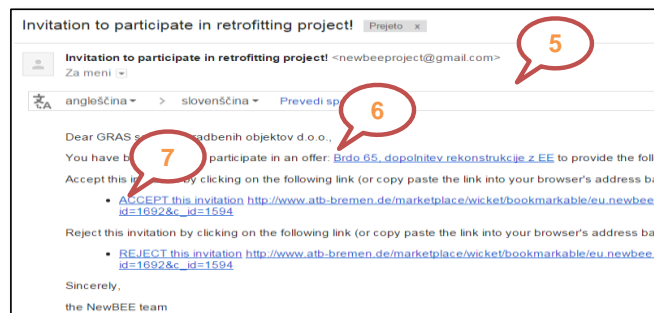 Invitation to participate in retrofitting project! Prejeto x
5
Invitation to participate in retrofitting project! <newbeeproject@gmail.com>
Za meni
angleščina > slovenščina Prevedi
6
Dear GRAS gradbenih objektov d.o.o.,
7
You have participate in an offer: Brdo 65, dopolnitev rekonstrukcije z EE to provide the
Accept this by clicking on the following link (or copy paste the link into your browser's address
• ACCEPT this invitation http://www.atb-bremen.de/marketplace/wicket/bookmarkable/eu.newbee
id=1692&c_id=1594
Reject this invitation by clicking on the following link (or copy paste the link into your browser's address
• REJECT this invitation http://www.atb-bremen.de/marketplace/wicket/bookmarkable/eu.newbee
id=1692&c_id=1594
Sincerely,
the NewBEE team